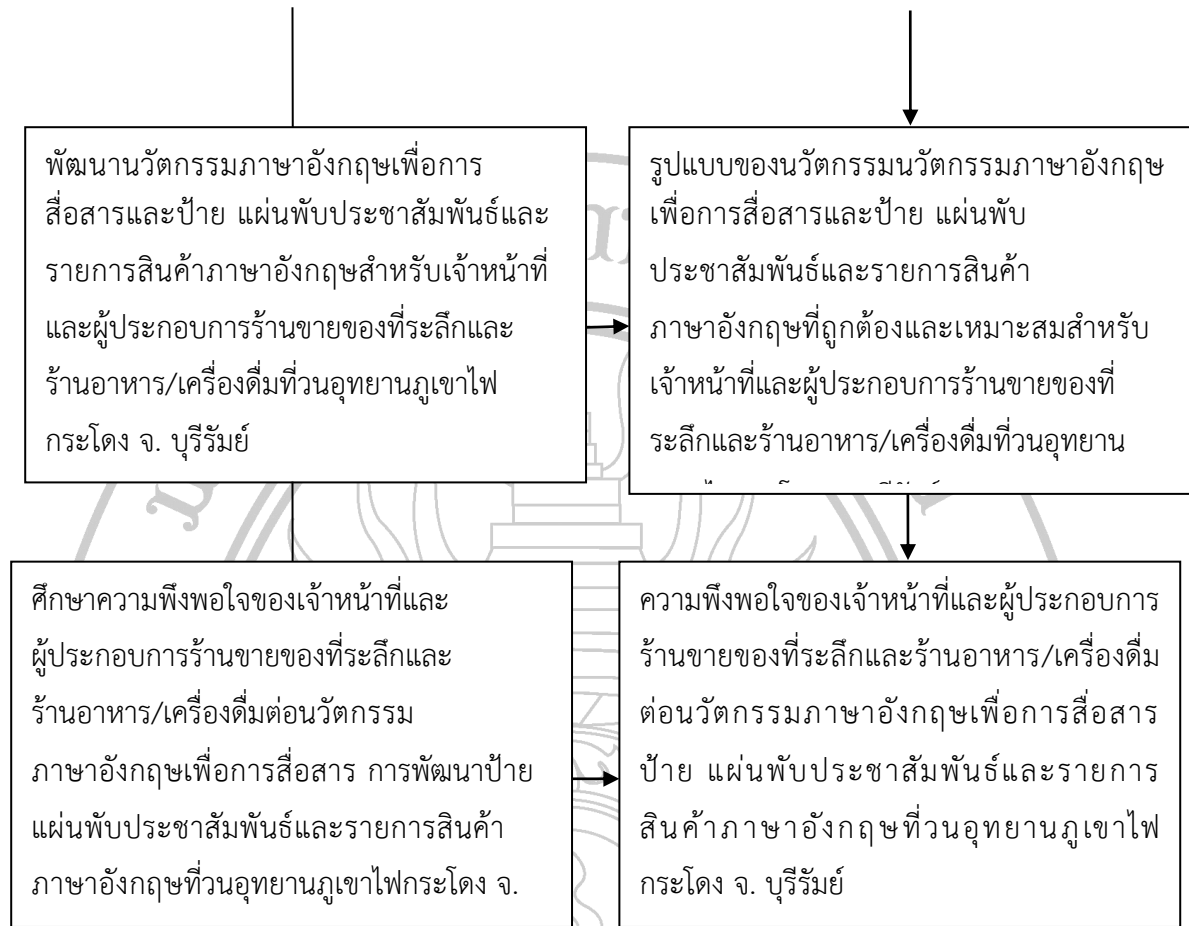 พัฒนานวัตกรรมภาษาอังกฤษเพื่อการ
สื่อสารและป้าย แผ่นพับประชาสัมพันธ์และ
รายการสินค้าภาษาอังกฤษสำหรับเจ้าหน้าที่
และผู้ประกอบการร้านขายของที่ระลึกและ
ร้านอาหาร/เครื่องดื่มที่วนอุทยานภูเขาไฟ
กระโดง จ. บุรีรัมย์
รูปแบบของนวัตกรรมนวัตกรรมภาษาอังกฤษ
เพื่อการสื่อสารและป้าย แผ่นพับ
ประชาสัมพันธ์และรายการสินค้า
ภาษาอังกฤษที่ถูกต้องและเหมาะสมสำหรับ
เจ้าหน้าที่และผู้ประกอบการร้านขายของที่
ระลึกและร้านอาหาร/เครื่องดื่มที่วนอุทยาน
ศึกษาความพึงพอใจของเจ้าหน้าที่และ
ผู้ประกอบการร้านขายของที่ระลึกและ
ร้านอาหาร/เครื่องดื่มต่อนวัตกรรม
ภาษาอังกฤษเพื่อการสื่อสาร การพัฒนาป้าย
แผ่นพับประชาสัมพันธ์และรายการสินค้า
ภาษาอังกฤษที่วนอุทยานภูเขาไฟกระโดง จ.
ความพึงพอใจของเจ้าหน้าที่และผู้ประกอบการ
ร้านขายของที่ระลึกและร้านอาหาร/เครื่องดื่ม
ต่อนวัตกรรมภาษาอังกฤษเพื่อการสื่อสาร
ป้าย แผ่นพับประชาสัมพันธ์และรายการ
สินค้าภาษาอังกฤษที่วนอุทยานภูเขาไฟ
กระโดง จ. บุรีรัมย์